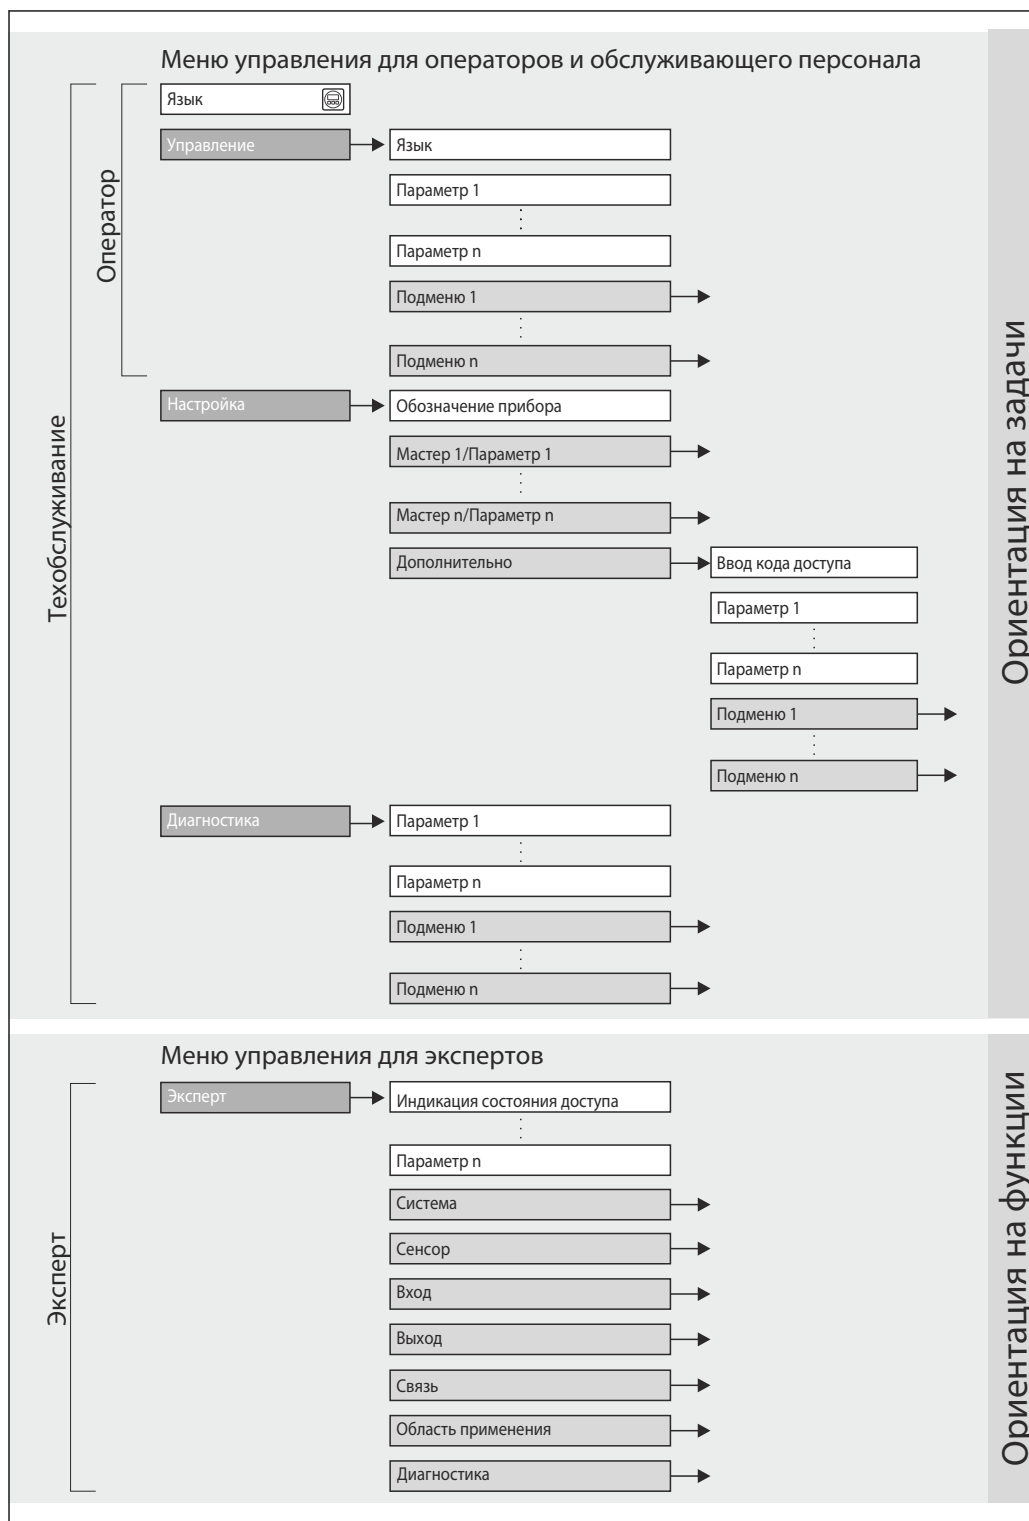 Меню управления для операторов и обслуживающего персонала
Язык
Управление
Язык
Параметр 1
Параметр n
Подменю 1
Подменю n
Оператор
Настройка
Обозначение прибора
Мастер 1/Параметр 1
Мастер n/Параметр n
Дополнительно
Ввод кода доступа
Параметр 1
Параметр n
Подменю 1
Подменю n
Диагностика
Параметр 1
Параметр n
Подменю 1
Подменю n
Техобслуживание
Ориентация на задачи
Меню управления для экспертов
Эксперт
Индикация состояния доступа
Параметр n
Система
Сенсор
Вход
Выход
Связь
Область применения
Диагностика
Эксперт
Ориентация на функции